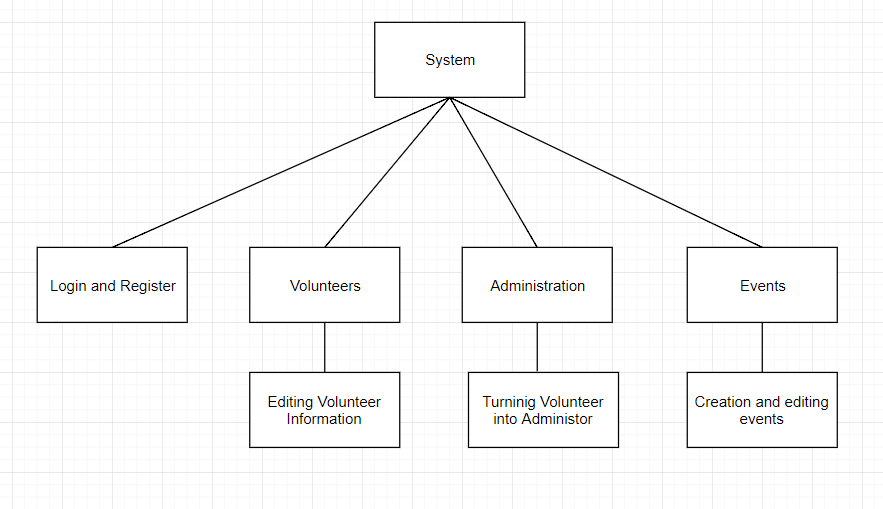 System
Login and Register
Volunteers
Administration
Events
Editing Volunteer
Information
Turninig Volunteer
into Administor
Creation and editing
events